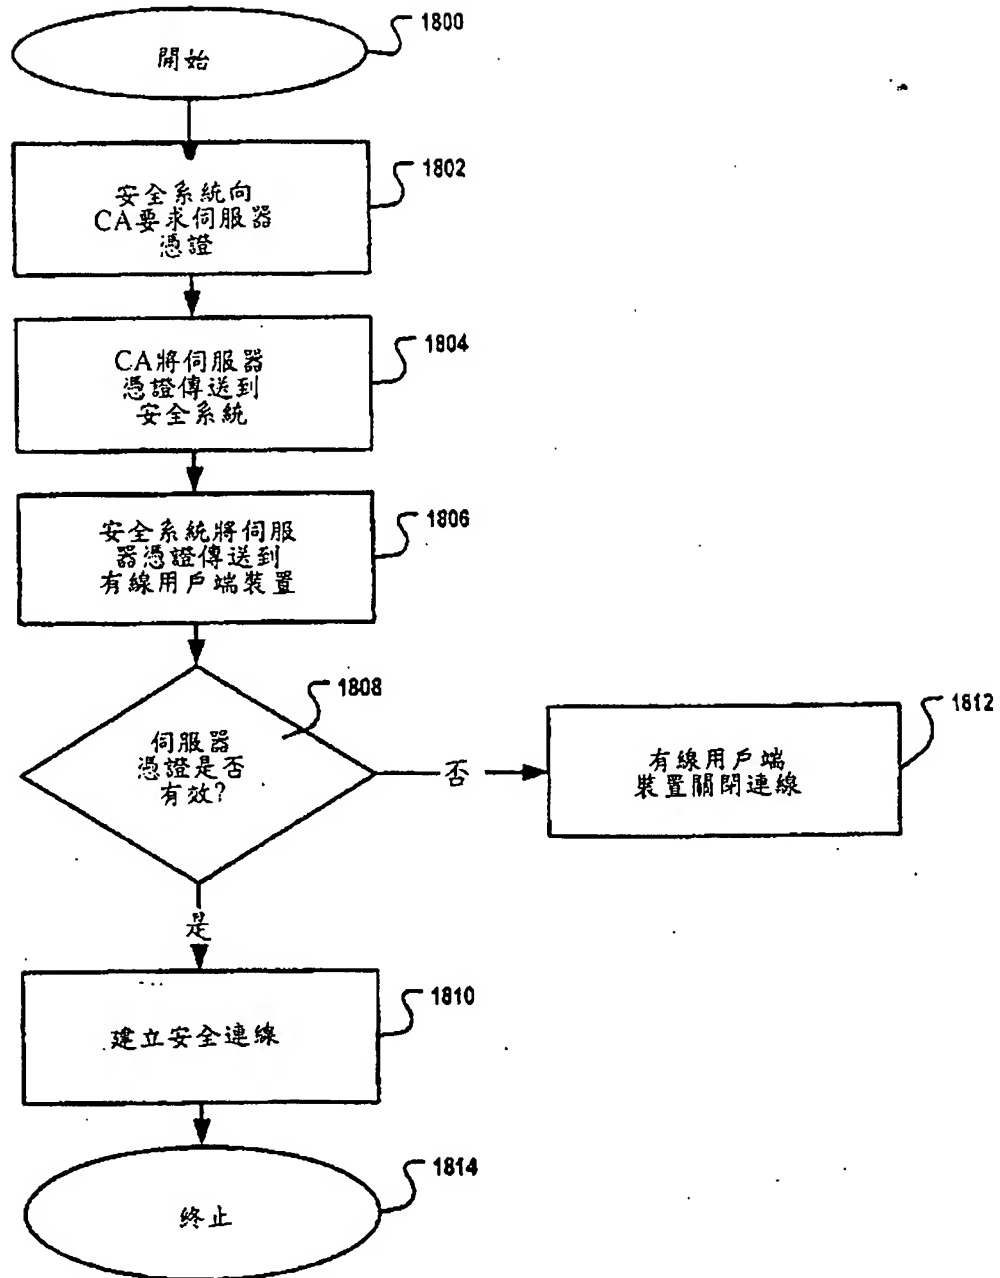 開始
1800
安全系統向
CA要求伺服器
憑證
1802
CA將伺服器
憑證傳送到
安全系統
1804
安全系統將伺服
器憑證傳送到
有線用戶端裝置
1806
伺服器
憑證是否
有效?
1808
否
有線用戶端
裝置關閉連線
1812
是
建立安全連線
1810
終止
1814